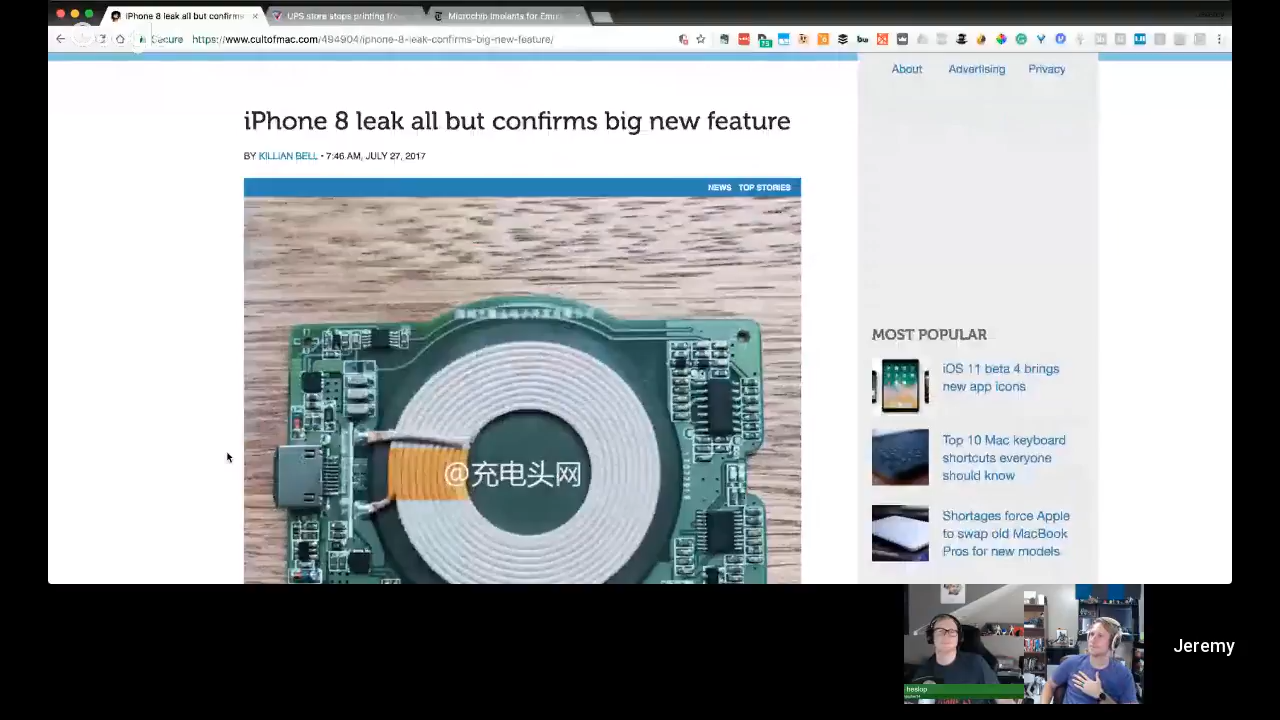 iPhone 8 leak all but confirms
UPS store stops printing fro
Microchip Implants for Em
Secure https://www.cultofmac.com/494904/iphone-8-leak-confirms-big-new-feature/
73
About Advertising Privacy
iPhone 8 leak all but confirms big new feature
BY KILLIAN BELL • 7:46 AM, JULY 27, 2017
NEWS TOP STORIES
@充电头网
MOST POPULAR
iOS 11 beta 4 brings
new app icons
Top 10 Mac keyboard
shortcuts everyone
should know
Shortages force Apple
to swap old MacBook
Pros for new models
heslop
Jeremy